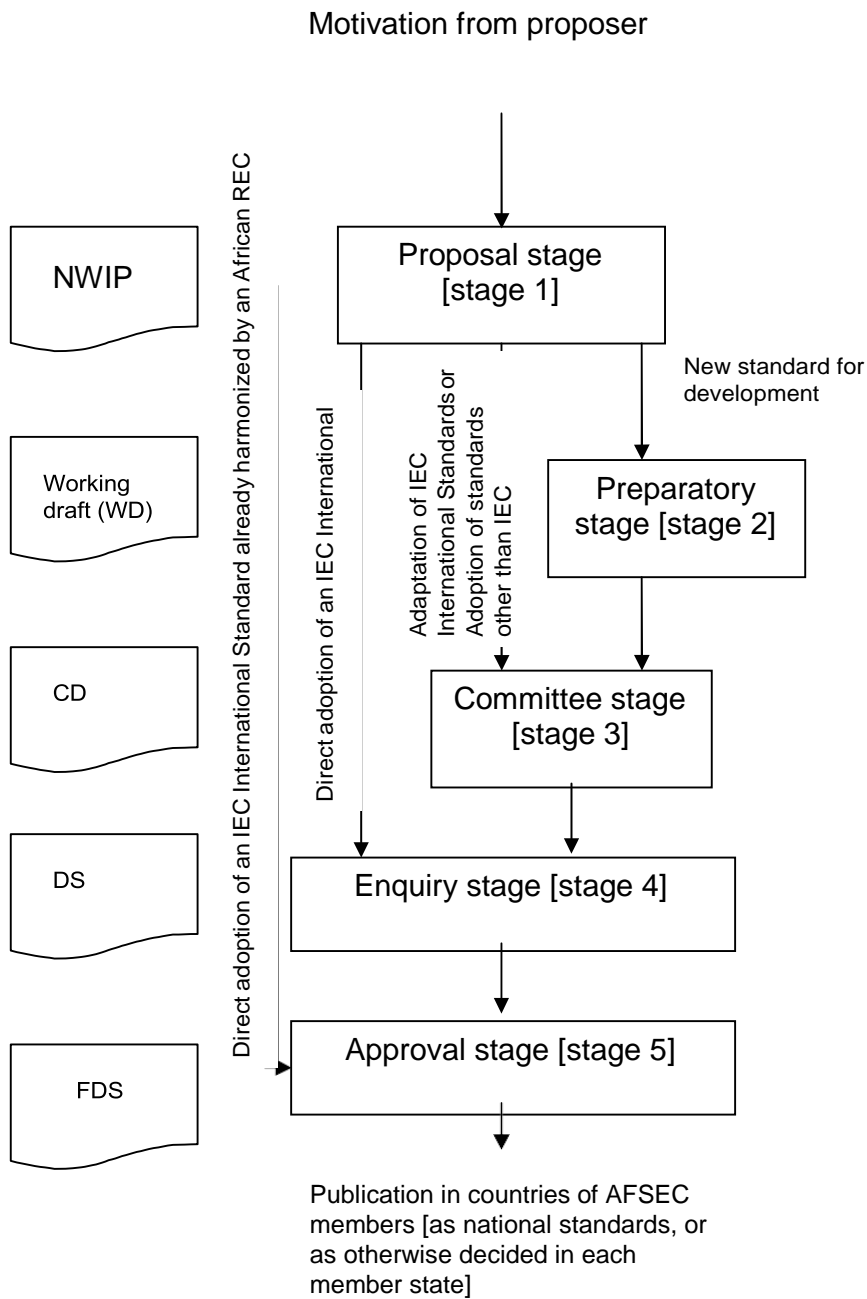 Motivation from proposer
Direct adoption of an IEC International Standard already harmonized by an African REC
NWIP
Proposal stage
[stage 1]
New standard for
development
Direct adoption of an IEC International
Adaptation of IEC
International Standards or
Adoption of standards
other than IEC
Working
draft (WD)
Preparatory
stage [stage 2]
CD
Committee stage
[stage 3]
DS
Enquiry stage [stage 4]
FDS
Approval stage [stage 5]
Publication in countries of AFSEC
members [as national standards, or
as otherwise decided in each
member state]